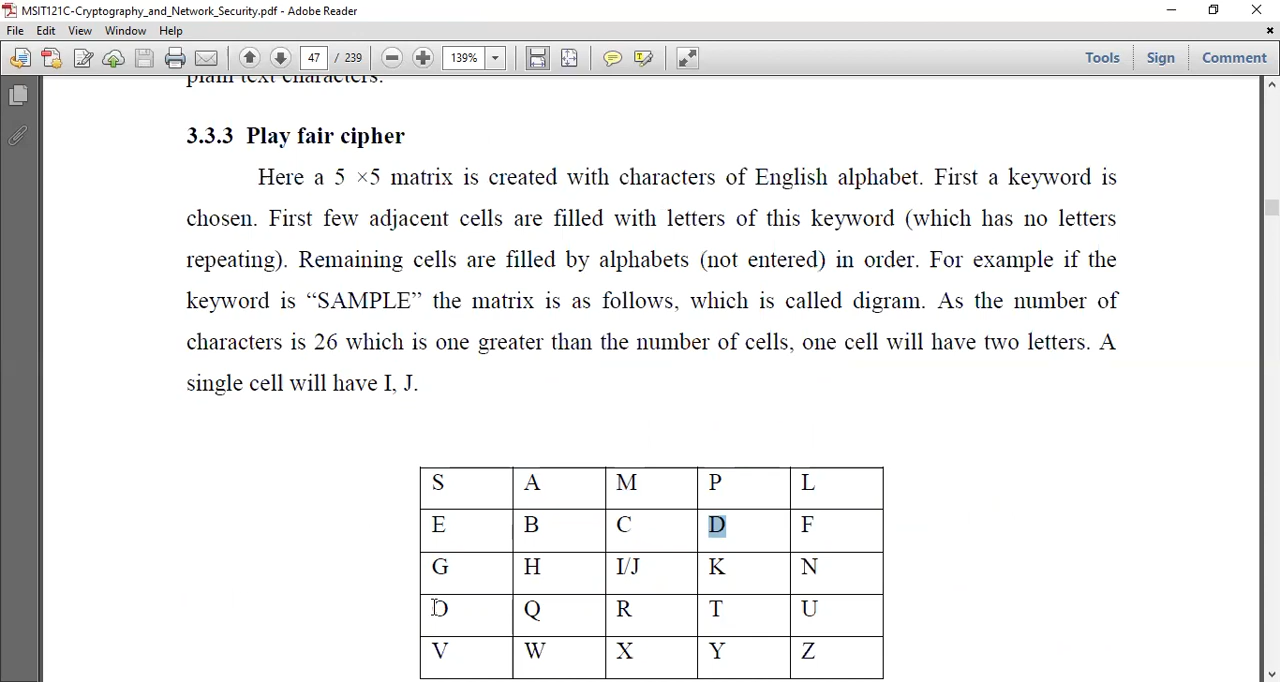 MSIT121C-Cryptography_and_Network_Security.pdf - Adobe Reader
File Edit View Window Help
47 / 239 139% Tools Sign Comment
plain text characters.
3.3.3 Play fair cipher
Here a 5 ×5 matrix is created with characters of English alphabet. First a keyword is
chosen. First few adjacent cells are filled with letters of this keyword (which has no letters
repeating). Remaining cells are filled by alphabets (not entered) in order. For example if the
keyword is “SAMPLE” the matrix is as follows, which is called digram. As the number of
characters is 26 which is one greater than the number of cells, one cell will have two letters. A
single cell will have I, J.
S A M P L
E B C D F
G H I/J K N
O Q R T U
V W X Y Z